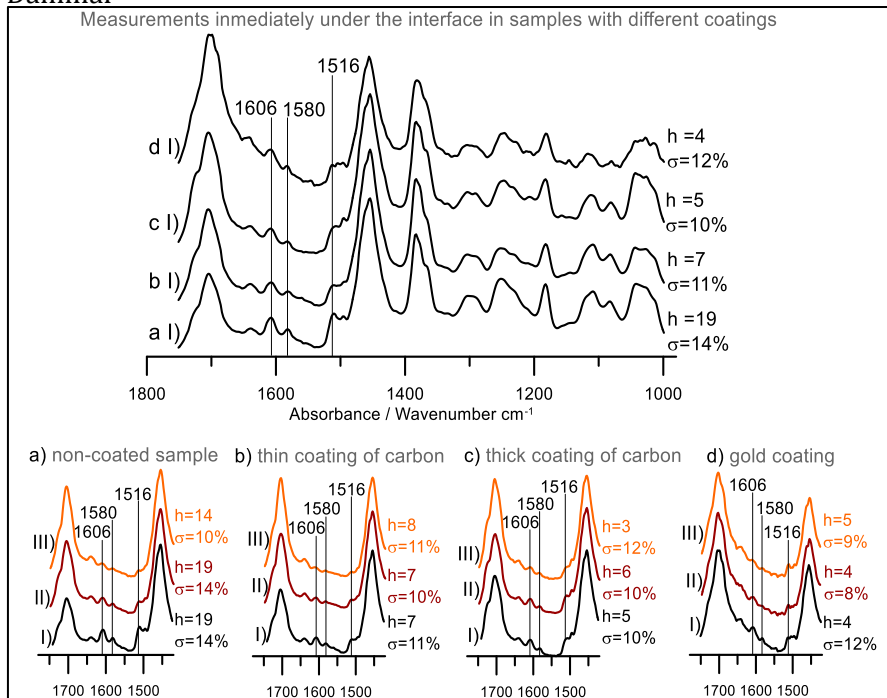 Measurements inmediately under the interface in samples with different coatings
1516
1606
1580
d I)
h =4
σ=12%
c I)
h =5
σ=10%
b I)
h =7
σ=11%
a I)
h =19
σ=14%
1800
1600
1400
1200
1000
Absorbance / Wavenumber cm⁻¹
a) non-coated sample
1516
1580
1606
III)
h=14
σ=10%
II)
h=19
σ=14%
I)
h=19
σ=14%
1700 1600 1500
b) thin coating of carbon
1516
1580
1606
III)
h=8
σ=11%
II)
h=7
σ=10%
I)
h=7
σ=11%
1700 1600 1500
c) thick coating of carbon
1516
1580
1606
III)
h=3
σ=12%
II)
h=6
σ=10%
I)
h=5
σ=10%
1700 1600 1500
d) gold coating
1606
1580
1516
III)
h=5
σ=9%
II)
h=4
σ=8%
I)
h=4
σ=12%
1700 1600 1500